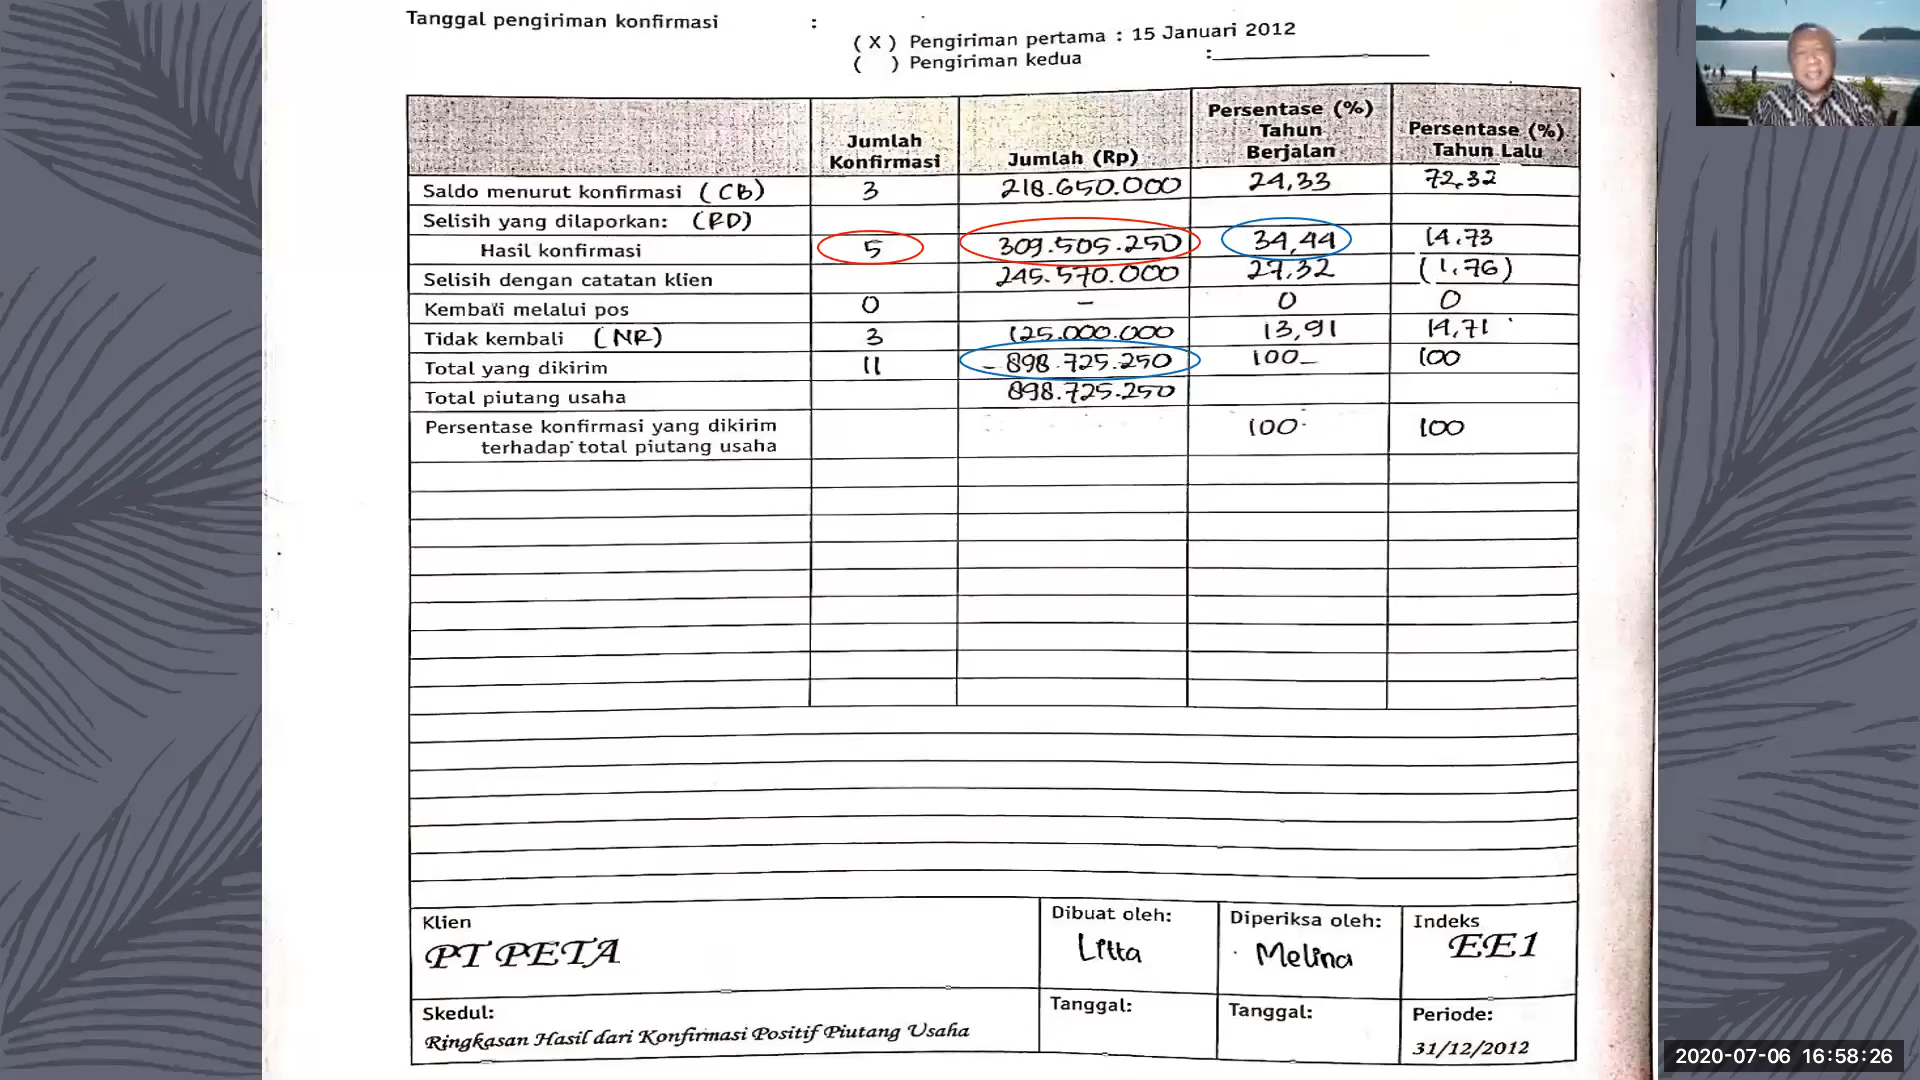 Tanggal pengiriman konfirmasi :
( X ) Pengiriman pertama : 15 Januari 2012
( ) Pengiriman kedua :
Jumlah Konfirmasi Jumlah (Rp) Persentase (%) Tahun Berjalan Persentase (%) Tahun Lalu
Saldo menurut konfirmasi (CB) 3 218.650.000 24,33 72,32
Selisih yang dilaporkan: (RD)
Hasil konfirmasi 5 309.505.250 34,44 14,73
Selisih dengan catatan klien 245.570.000 27,32 (1,76)
Kembali melalui pos 0 – 0 0
Tidak kembali (NR) 3 125.000.000 13,91 14,71
Total yang dikirim 11 898.725.250 100 100
Total piutang usaha 898.725.250
Persentase konfirmasi yang dikirim
terhadap total piutang usaha 100 100
Klien
PT PETA
Dibuat oleh:
Litta
Diperiksa oleh:
Melina
Indeks
EE1
Skedul:
Ringkasan Hasil dari Konfirmasi Positif Piutang Usaha
Tanggal:
Tanggal:
Periode:
31/12/2012
2020-07-06 16:58:26